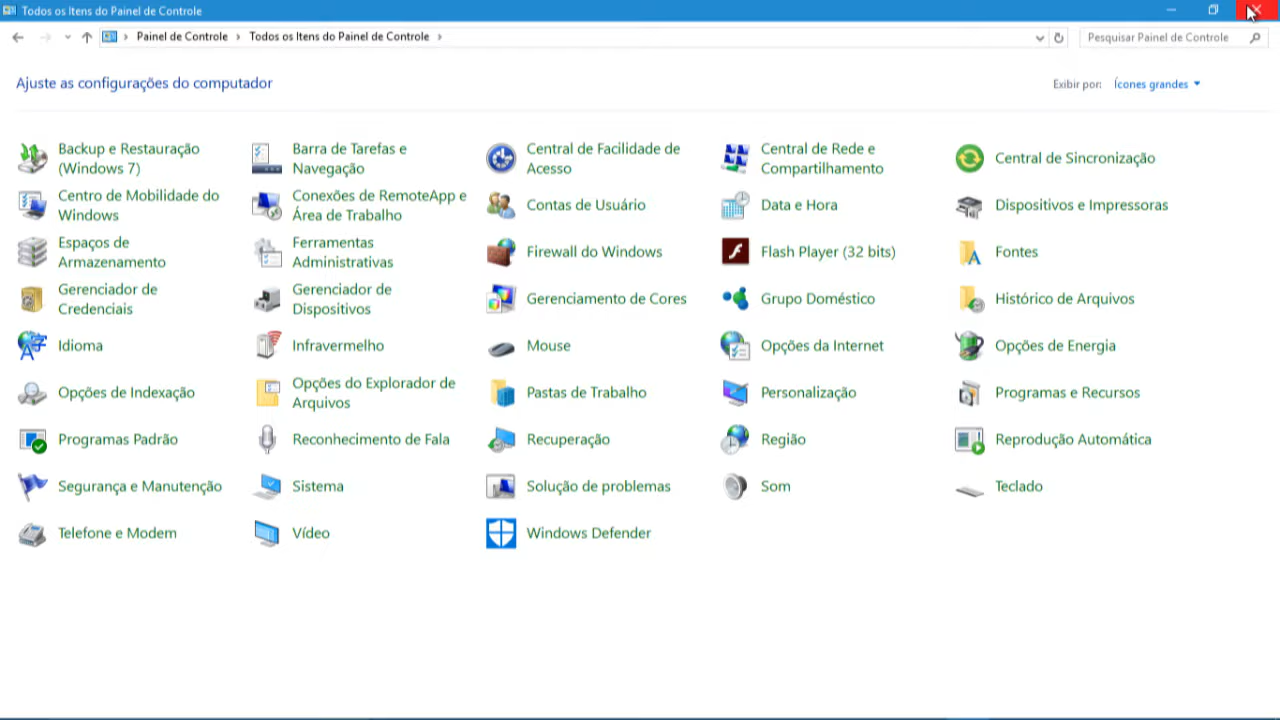 Todos os Itens do Painel de Controle
Painel de Controle
Todos os Itens do Painel de Controle
Pesquisar Painel de Controle
Ajuste as configurações do computador
Exibir por:
Ícones grandes
Backup e Restauração
(Windows 7)
Barra de Tarefas e
Navegação
Central de Facilidade de
Acesso
Central de Rede e
Compartilhamento
Central de Sincronização
Centro de Mobilidade do
Windows
Conexões de RemoteApp e
Área de Trabalho
Contas de Usuário
Data e Hora
Dispositivos e Impressoras
Espaços de
Armazenamento
Ferramentas
Administrativas
Firewall do Windows
Flash Player (32 bits)
Fontes
Gerenciador de
Credenciais
Gerenciador de
Dispositivos
Gerenciamento de Cores
Grupo Doméstico
Histórico de Arquivos
Idioma
Infravermelho
Mouse
Opções da Internet
Opções de Energia
Opções de Indexação
Opções do Explorador de
Arquivos
Pastas de Trabalho
Personalização
Programas e Recursos
Programas Padrão
Reconhecimento de Fala
Recuperação
Região
Reprodução Automática
Segurança e Manutenção
Sistema
Solução de problemas
Som
Teclado
Telefone e Modem
Vídeo
Windows Defender